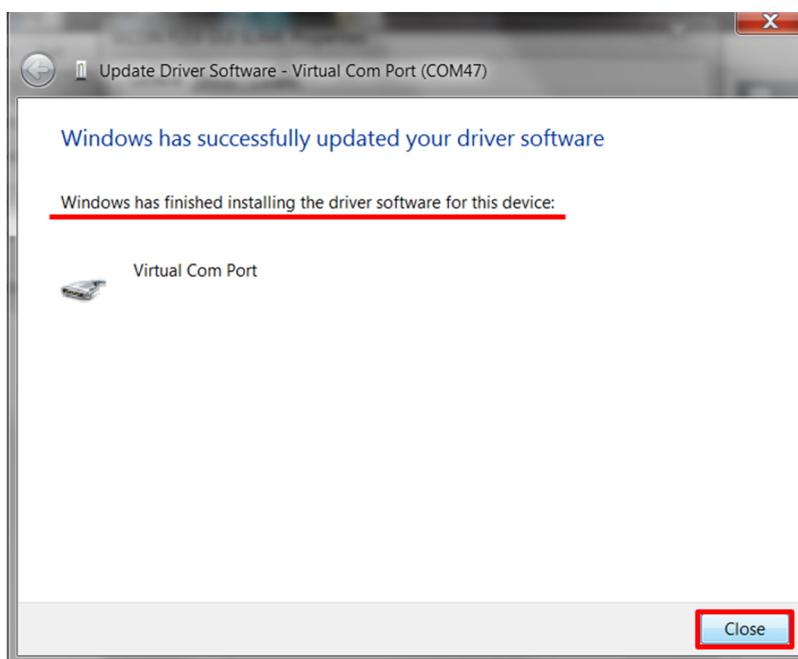 Update Driver Software - Virtual Com Port (COM47)
Windows has successfully updated your driver software
Windows has finished installing the driver software for this device:
Virtual Com Port
Close